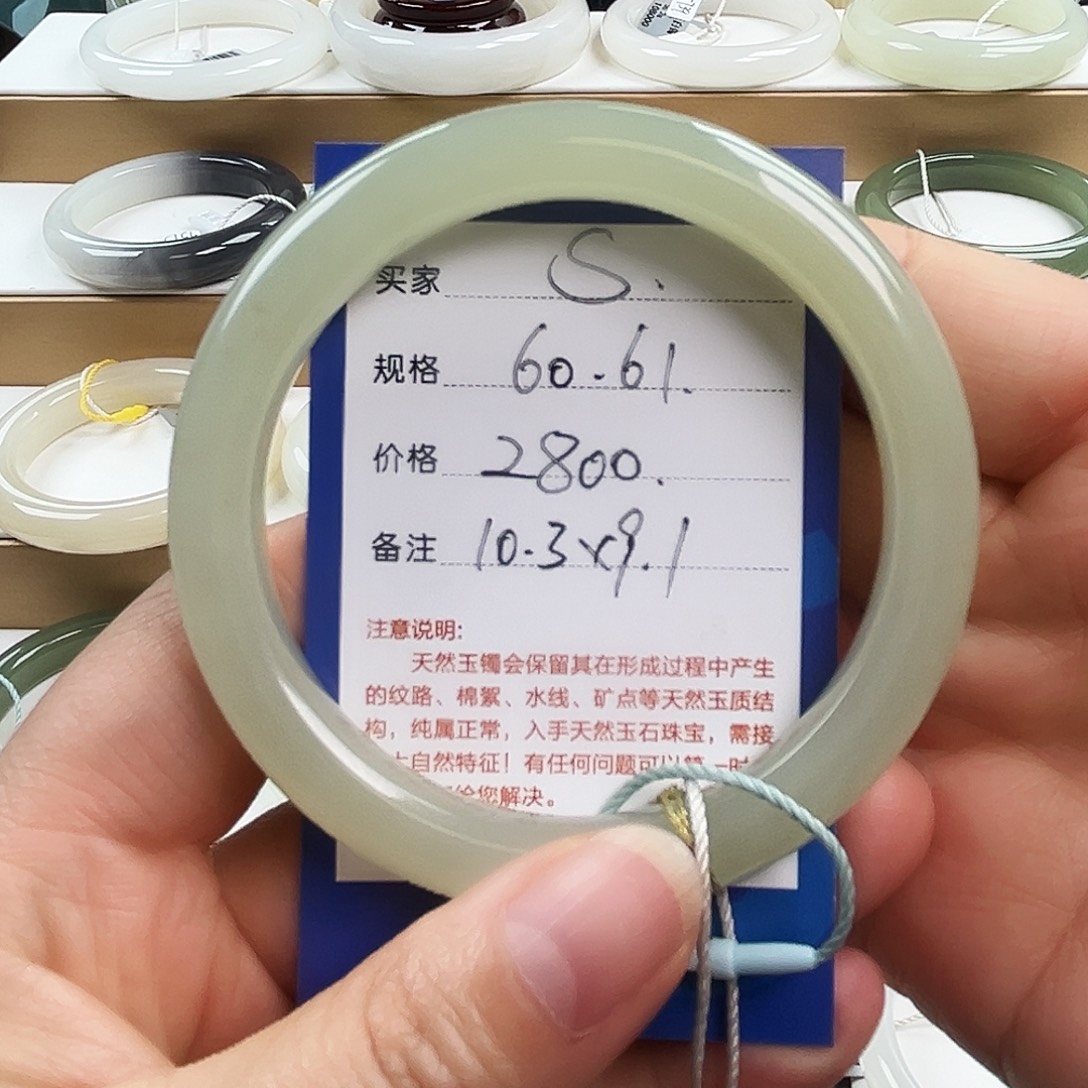 买家 S.
规格 60.61.
价格 2800.
备注 10.3x9.1
注意说明:
天然玉镯会保留其在形成过程中产生
的纹路、棉絮、水线、矿点等天然玉质结
构，纯属正常，入手天然玉石珠宝，需接
自然特征！有任何问题可以第一时
给您解决。